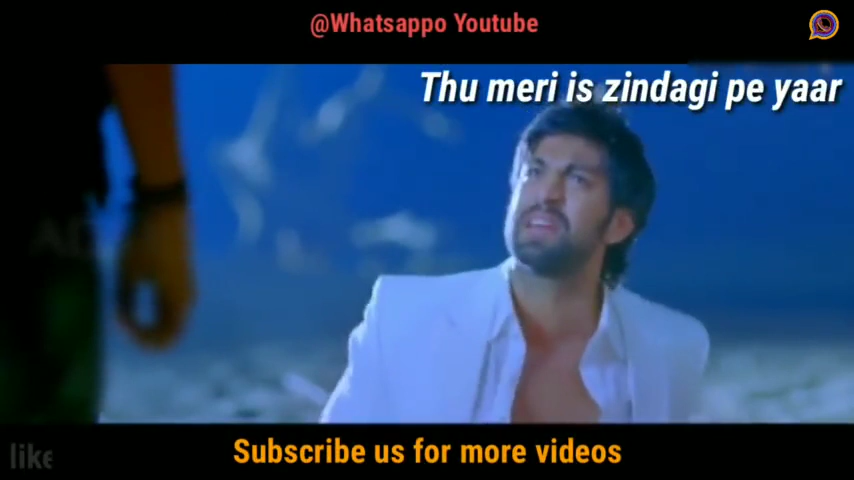 @Whatsappo Youtube
Thu meri is zindagi pe yaar
Subscribe us for more videos
like